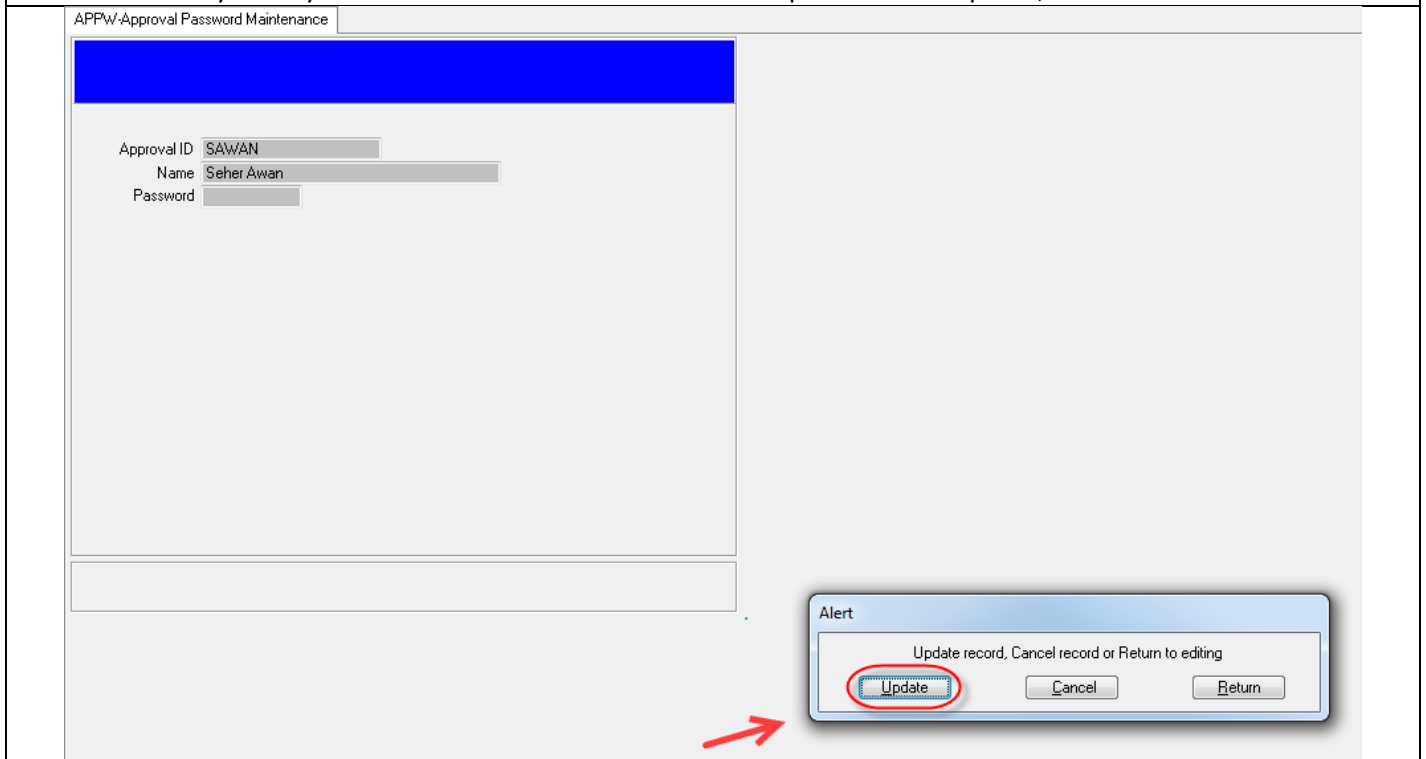 APPW-Approval Password Maintenance
Approval ID SAWAN
Name Seher Awan
Password
Alert
Update record, Cancel record or Return to editing
Update Cancel Return